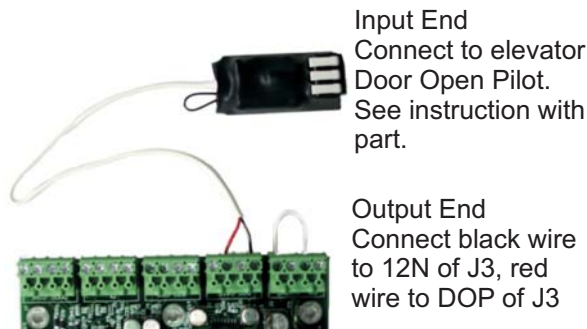 Input End
Connect to elevator
Door Open Pilot.
See instruction with
part.
Output End
Connect black wire
to 12N of J3, red
wire to DOP of J3